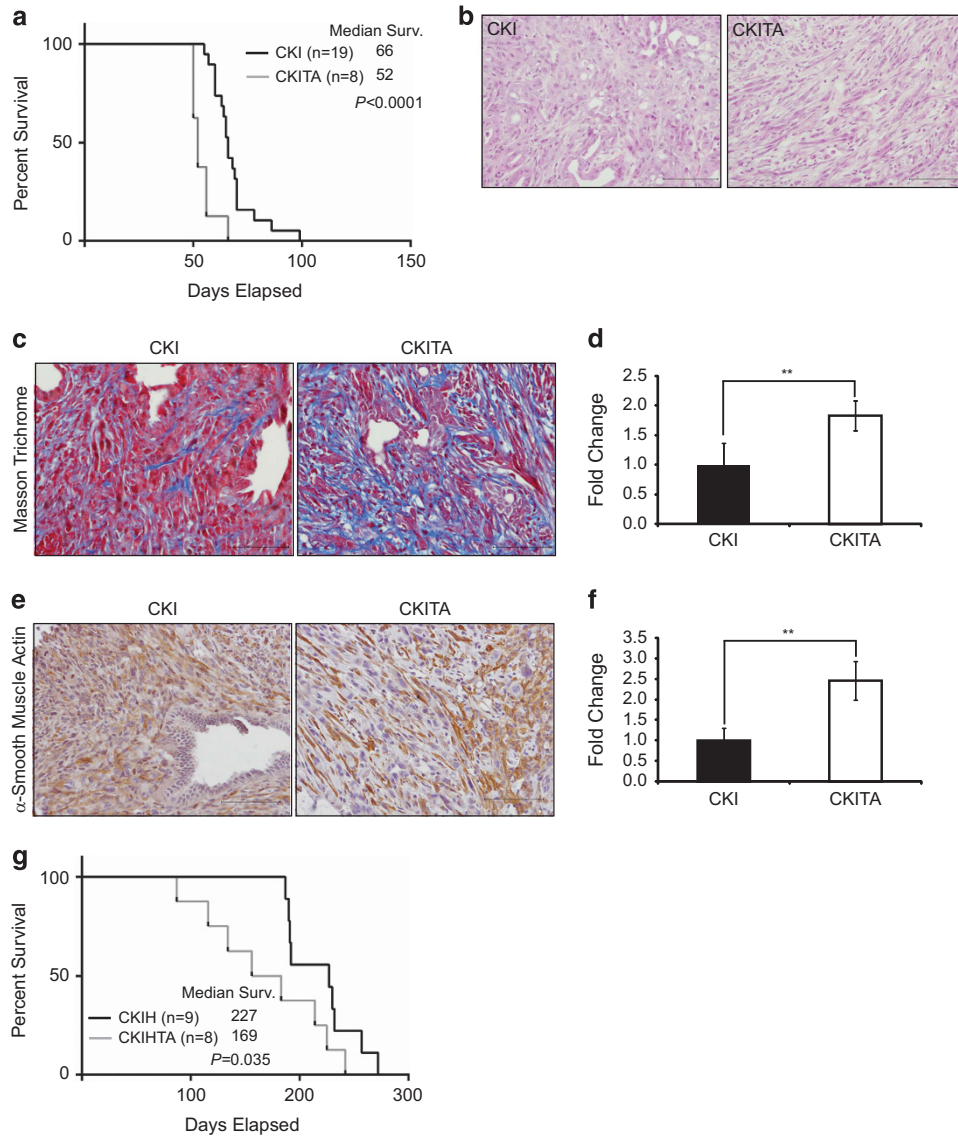 a
Median Surv.
CKI (n=19) 66
CKITA (n=8) 52
P<0.0001
100
50
0
50 100 150
Percent Survival
Days Elapsed
b
CKI
CKITA
c
CKI
CKITA
Masson Trichrome
d
**
2.5
2.0
1.5
1.0
0.5
0.0
Fold Change
CKI CKITA
e
CKI
CKITA
α-Smooth Muscle Actin
f
**
3.5
3.0
2.5
2.0
1.5
1.0
0.5
0.0
Fold Change
CKI CKITA
g
100
50
0
Percent Survival
Median Surv.
CKIH (n=9) 227
CKIHTA (n=8) 169
P=0.035
100 200 300
Days Elapsed